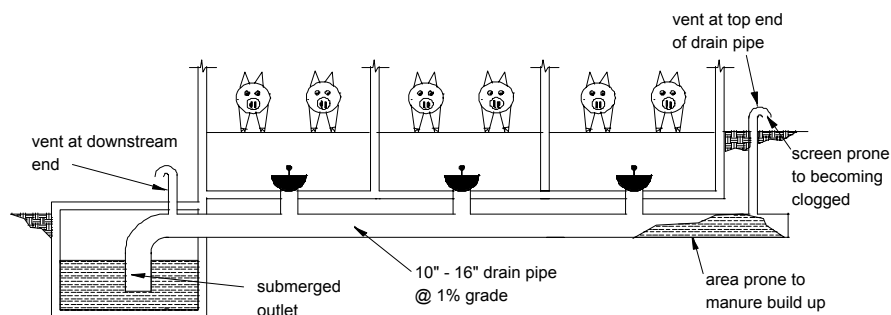 vent at top end
of drain pipe
vent at downstream
end
screen prone
to becoming
clogged
submerged
outlet
10" - 16" drain pipe
@ 1% grade
area prone to
manure build up